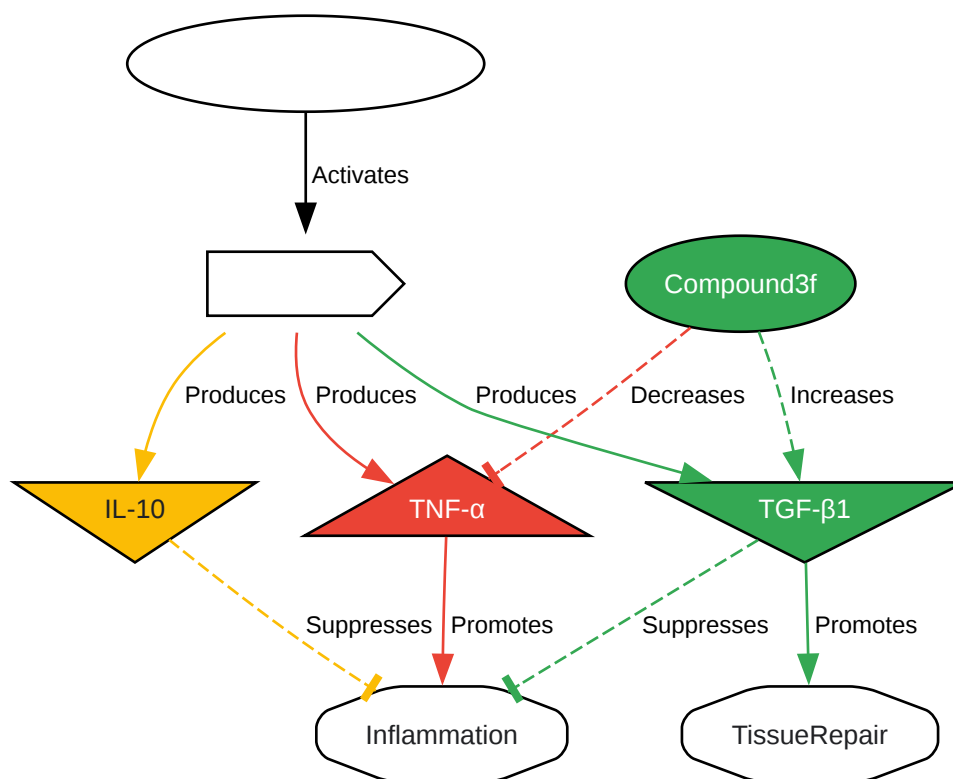 Activates
Compound3f
Produces
Produces
Produces
Decreases
Increases
IL-10
TNF-α
TGF-β1
Suppresses
Promotes
Suppresses
Promotes
Inflammation
TissueRepair